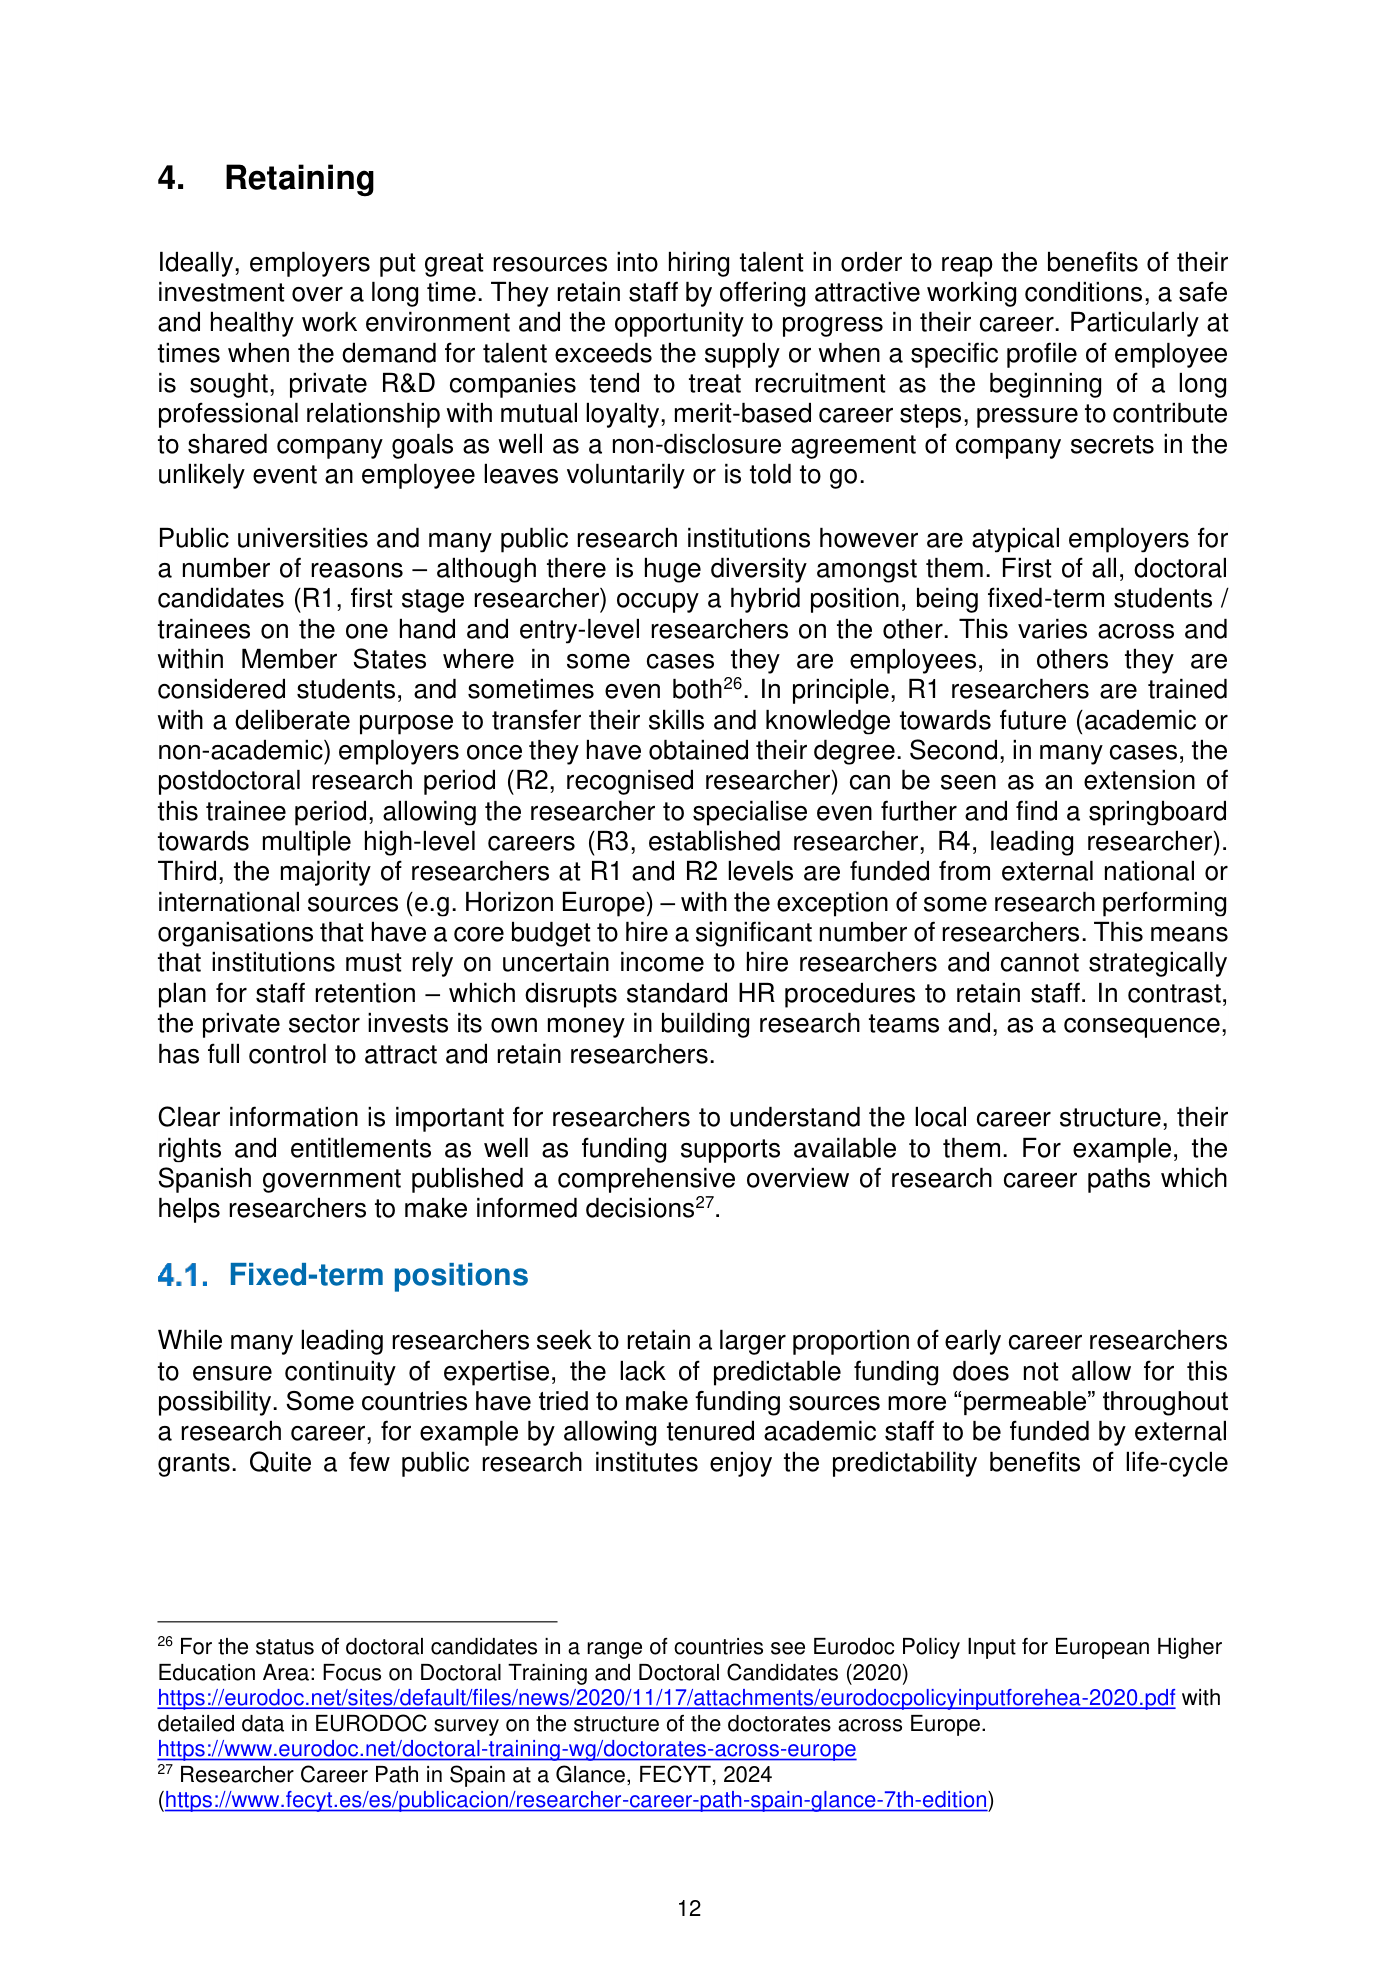 4. Retaining
Ideally, employers put great resources into hiring talent in order to reap the benefits of their
investment over a long time. They retain staff by offering attractive working conditions, a safe
and healthy work environment and the opportunity to progress in their career. Particularly at
times when the demand for talent exceeds the supply or when a specific profile of employee
is sought, private R&D companies tend to treat recruitment as the beginning of a long
professional relationship with mutual loyalty, merit-based career steps, pressure to contribute
to shared company goals as well as a non-disclosure agreement of company secrets in the
unlikely event an employee leaves voluntarily or is told to go.
Public universities and many public research institutions however are atypical employers for
a number of reasons – although there is huge diversity amongst them. First of all, doctoral
candidates (R1, first stage researcher) occupy a hybrid position, being fixed-term students /
trainees on the one hand and entry-level researchers on the other. This varies across and
within Member States where in some cases they are employees, in others they are
considered students, and sometimes even both26. In principle, R1 researchers are trained
with a deliberate purpose to transfer their skills and knowledge towards future (academic or
non-academic) employers once they have obtained their degree. Second, in many cases, the
postdoctoral research period (R2, recognised researcher) can be seen as an extension of
this trainee period, allowing the researcher to specialise even further and find a springboard
towards multiple high-level careers (R3, established researcher, R4, leading researcher).
Third, the majority of researchers at R1 and R2 levels are funded from external national or
international sources (e.g. Horizon Europe) – with the exception of some research performing
organisations that have a core budget to hire a significant number of researchers. This means
that institutions must rely on uncertain income to hire researchers and cannot strategically
plan for staff retention – which disrupts standard HR procedures to retain staff. In contrast,
the private sector invests its own money in building research teams and, as a consequence,
has full control to attract and retain researchers.
Clear information is important for researchers to understand the local career structure, their
rights and entitlements as well as funding supports available to them. For example, the
Spanish government published a comprehensive overview of research career paths which
helps researchers to make informed decisions27.
4.1. Fixed-term positions
While many leading researchers seek to retain a larger proportion of early career researchers
to ensure continuity of expertise, the lack of predictable funding does not allow for this
possibility. Some countries have tried to make funding sources more “permeable” throughout
a research career, for example by allowing tenured academic staff to be funded by external
grants. Quite a few public research institutes enjoy the predictability benefits of life-cycle
26 For the status of doctoral candidates in a range of countries see Eurodoc Policy Input for European Higher
Education Area: Focus on Doctoral Training and Doctoral Candidates (2020)
https://eurodoc.net/sites/default/files/news/2020/11/17/attachments/eurodocpolicyinputforehea-2020.pdf with
detailed data in EURODOC survey on the structure of the doctorates across Europe.
https://www.eurodoc.net/doctoral-training-wg/doctorates-across-europe
27 Researcher Career Path in Spain at a Glance, FECYT, 2024
(https://www.fecyt.es/es/publicacion/researcher-career-path-spain-glance-7th-edition)
12